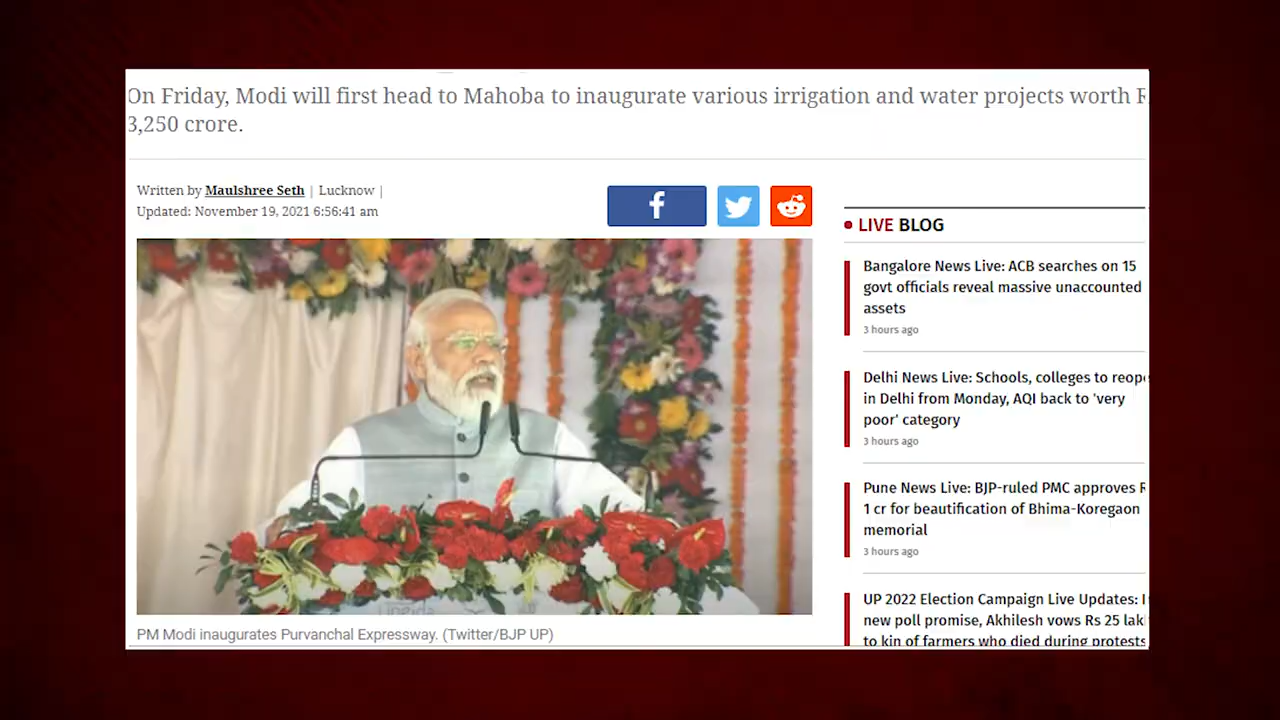 On Friday, Modi will first head to Mahoba to inaugurate various irrigation and water projects worth
3,250 crore.
Written by Maulshree Seth | Lucknow |
Updated: November 19, 2021 6:56:41 am
LIVE BLOG
Bangalore News Live: ACB searches on 15
govt officials reveal massive unaccounted
assets
3 hours ago
Delhi News Live: Schools, colleges to reope
in Delhi from Monday, AQI back to 'very
poor' category
3 hours ago
Pune News Live: BJP-ruled PMC approves
1 cr for beautification of Bhima-Koregaon
memorial
3 hours ago
UP 2022 Election Campaign Live Updates:
new poll promise, Akhilesh vows Rs 25 lak
to kin of farmers who died during protests
PM Modi inaugurates Purvanchal Expressway. (Twitter/BJP UP)